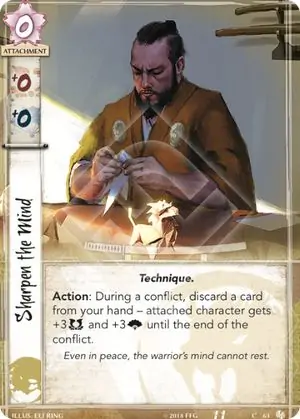 0
ATTACHMENT
+0
+0
Sharpen the Mind
Technique.
Action: During a conflict, discard a card
from your hand – attached character gets
+3 and +3 until the end of the
conflict.
Even in peace, the warrior's mind cannot rest.
ILLUS. ELI RING
© 2018 FFG
11
C 63